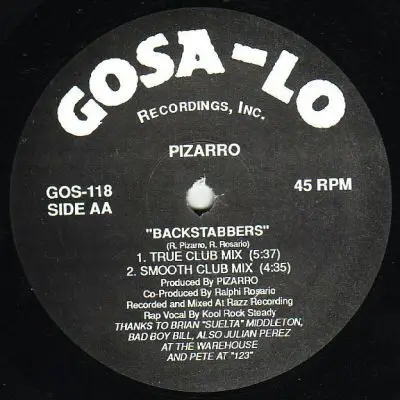 GOSA-LO
RECORDINGS, INC.
PIZARRO
GOS-118
SIDE AA
45 RPM
"BACKSTABBERS"
(R. Pizarro, R. Rosario)
1. TRUE CLUB MIX (5:37)
2. SMOOTH CLUB MIX (4:35)
Produced By PIZARRO
Co-Produced By Ralphi Rosario
Recorded and Mixed At Razz Recording
Rap Vocal By Kool Rock Steady
THANKS TO BRIAN "SUELTA" MIDDLETON,
BAD BOY BILL, ALSO JULIAN PEREZ
AT THE WAREHOUSE
AND PETE AT "123"